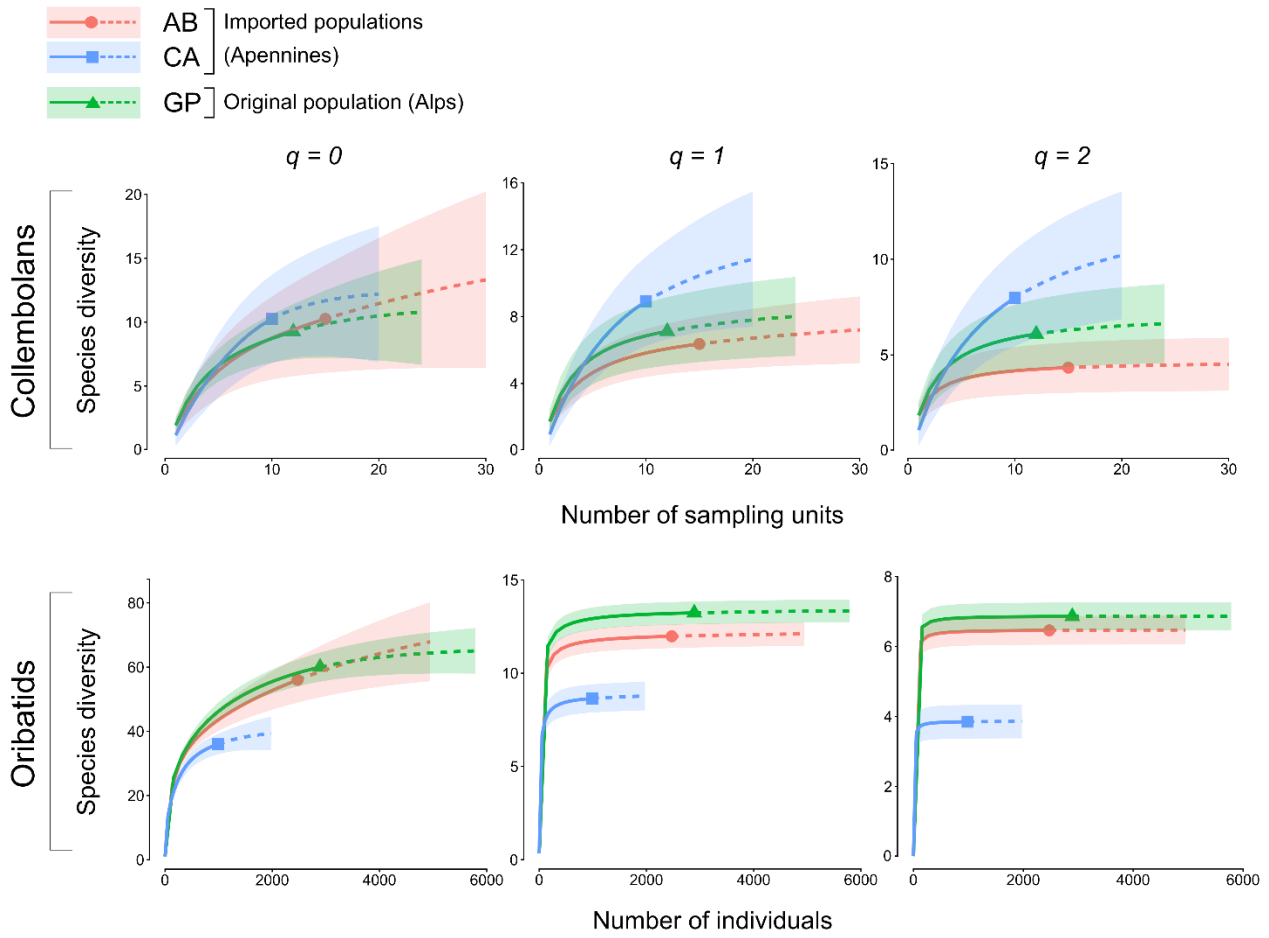 AB Imported populations
CA (Apennines)
GP Original population (Alps)
q = 0 q = 1 q = 2
Collembolans
Species diversity
20
15
10
5
0
0 10 20 30
16
12
8
4
0
0 10 20 30
15
10
5
0
0 10 20 30
Number of sampling units
Oribatids
Species diversity
80
60
40
20
0
0 2000 4000 6000
15
10
5
0
0 2000 4000 6000
8
6
4
2
0
0 2000 4000 6000
Number of individuals